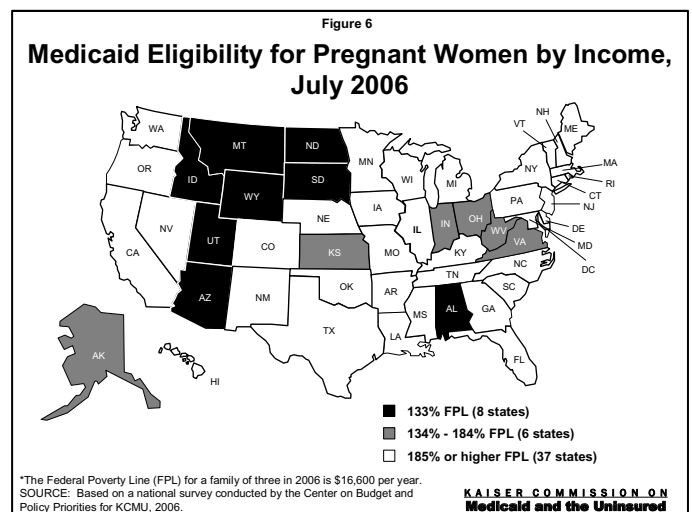 Figure 6
Medicaid Eligibility for Pregnant Women by Income,
July 2006
NH
VT
WA
MT
ND
ME
OR
MN
MA
ID
SD
WI
NY
RI
WY
MI
CT
PA
NJ
IA
NE
NV
IL
IN
OH
DE
UT
CO
WV
MD
CA
KS
MO
KY
VA
DC
NC
TN
OK
AZ
NM
AR
SC
MS
AL
GA
TX
LA
AK
FL
HI
133% FPL (8 states)
134% - 184% FPL (6 states)
185% or higher FPL (37 states)
*The Federal Poverty Line (FPL) for a family of three in 2006 is $16,600 per year.
SOURCE: Based on a national survey conducted by the Center on Budget and
Policy Priorities for KCMU, 2006.
KAISER COMMISSION ON
Medicaid and the Uninsured